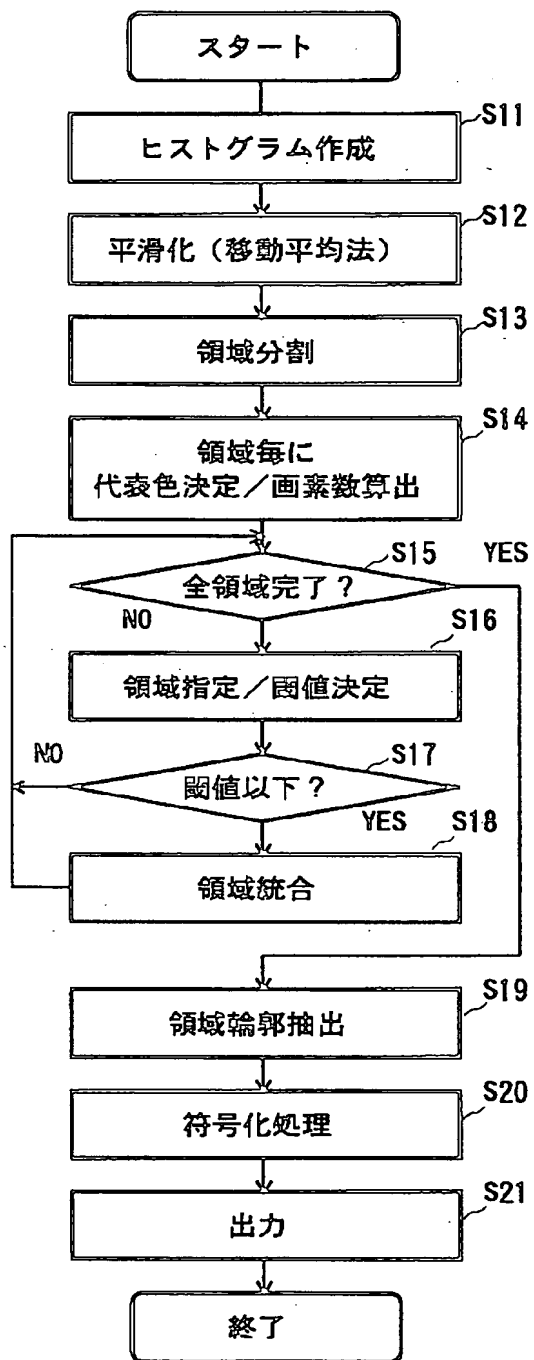 スタート
S11
ヒストグラム作成
S12
平滑化（移動平均法）
S13
領域分割
S14
領域毎に
代表色決定／画素数算出
S15
YES
全領域完了？
NO
S16
領域指定／閾値決定
NO
S17
閾値以下？
YES
S18
領域統合
S19
領域輪郭抽出
S20
符号化処理
S21
出力
終了